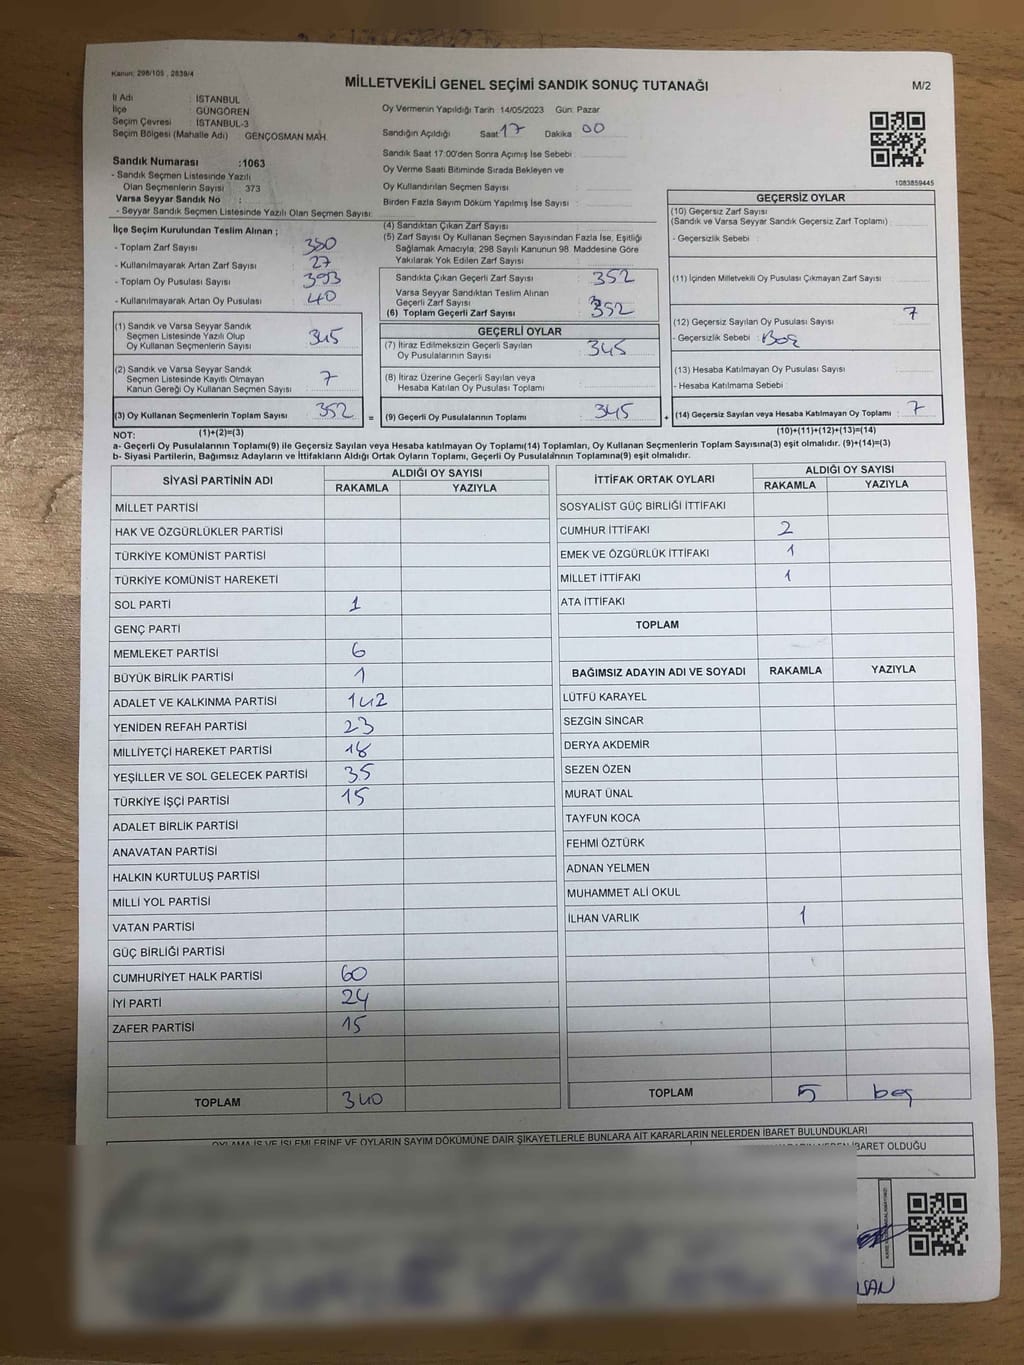 Kanun: 298/105 , 2839/4
MİLLETVEKİLİ GENEL SEÇİMİ SANDIK SONUÇ TUTANAĞI
M/2
İl Adı : İSTANBUL
İlçe : GÜNGÖREN
Seçim Çevresi : İSTANBUL-3
Seçim Bölgesi (Mahalle Adı) GENÇOSMAN MAH.
Sandık Numarası :1063
- Sandık Seçmen Listesinde Yazılı
Olan Seçmenlerin Sayısı : 373
Varsa Seyyar Sandık No :
- Seyyar Sandık Seçmen Listesinde Yazılı Olan Seçmen Sayısı:
Oy Vermenin Yapıldığı Tarih 14/05/2023 Gün: Pazar
Sandığın Açıldığı Saat 17 Dakika 00
Sandık Saat 17:00'den Sonra Açımış İse Sebebi
Oy Verme Saati Bitiminde Sırada Bekleyen ve
Oy Kullandırılan Seçmen Sayısı
Birden Fazla Sayım Döküm Yapılmış İse Sayısı :
1083859445
İlçe Seçim Kurulundan Teslim Alınan ;
- Toplam Zarf Sayısı 380
- Kullanılmayarak Artan Zarf Sayısı : 27
- Toplam Oy Pusulası Sayısı : 393
- Kullanılmayarak Artan Oy Pusulası : 40
(1) Sandık ve Varsa Seyyar Sandık
Seçmen Listesinde Yazılı Olup
Oy Kullanan Seçmenlerin Sayısı 345
(2) Sandık ve Varsa Seyyar Sandık
Seçmen Listesinde Kayıtlı Olmayan
Kanun Gereği Oy Kullanan Seçmen Sayısı 7
(3) Oy Kullanan Seçmenlerin Toplam Sayısı 352 =
(1)+(2)=(3)
(4) Sandıktan Çıkan Zarf Sayısı
(5) Zarf Sayısı Oy Kullanan Seçmen Sayısından Fazla İse, Eşitliği
Sağlamak Amacıyla; 298 Sayılı Kanunun 98. Maddesine Göre
Yakılarak Yok Edilen Zarf Sayısı
Sandıkta Çıkan Geçerli Zarf Sayısı : 352
Varsa Seyyar Sandıktan Teslim Alınan
Geçerli Zarf Sayısı
(6) Toplam Geçerli Zarf Sayısı : 352
GEÇERLİ OYLAR
(7) İtiraz Edilmeksizin Geçerli Sayılan
Oy Pusulalarının Sayısı : 345
(8) İtiraz Üzerine Geçerli Sayılan veya
Hesaba Katılan Oy Pusulası Toplamı
(9) Geçerli Oy Pusulalarının Toplamı : 345 +
GEÇERSİZ OYLAR
(10) Geçersiz Zarf Sayısı
(Sandık ve Varsa Seyyar Sandık Geçersiz Zarf Toplamı) :
- Geçersizlik Sebebi :
(11) İçinden Milletvekili Oy Pusulası Çıkmayan Zarf Sayısı
(12) Geçersiz Sayılan Oy Pusulası Sayısı : 7
- Geçersizlik Sebebi : Boş
(13) Hesaba Katılmayan Oy Pusulası Sayısı :
- Hesaba Katılmama Sebebi :
(14) Geçersiz Sayılan veya Hesaba Katılmayan Oy Toplamı : 7
(10)+(11)+(12)+(13)=(14)
NOT:
a- Geçerli Oy Pusulalarının Toplamı(9) ile Geçersiz Sayılan veya Hesaba katılmayan Oy Toplamı(14) Toplamları, Oy Kullanan Seçmenlerin Toplam Sayısına(3) eşit olmalıdır. (9)+(14)=(3)
b- Siyasi Partilerin, Bağımsız Adayların ve İttifakların Aldığı Ortak Oyların Toplamı, Geçerli Oy Pusulalarının Toplamına(9) eşit olmalıdır.
SİYASİ PARTİNİN ADI ALDIĞI OY SAYISI
RAKAMLA YAZIYLA
MİLLET PARTİSİ
HAK VE ÖZGÜRLÜKLER PARTİSİ
TÜRKİYE KOMÜNİST PARTİSİ
TÜRKİYE KOMÜNİST HAREKETİ
SOL PARTİ 1
GENÇ PARTİ
MEMLEKET PARTİSİ 6
BÜYÜK BİRLİK PARTİSİ 1
ADALET VE KALKINMA PARTİSİ 142
YENİDEN REFAH PARTİSİ 23
MİLLİYETÇİ HAREKET PARTİSİ 18
YEŞİLLER VE SOL GELECEK PARTİSİ 35
TÜRKİYE İŞÇİ PARTİSİ 15
ADALET BİRLİK PARTİSİ
ANAVATAN PARTİSİ
HALKIN KURTULUŞ PARTİSİ
MİLLİ YOL PARTİSİ
VATAN PARTİSİ
GÜÇ BİRLİĞİ PARTİSİ
CUMHURİYET HALK PARTİSİ 60
İYİ PARTİ 24
ZAFER PARTİSİ 15
TOPLAM 340
İTTİFAK ORTAK OYLARI ALDIĞI OY SAYISI
RAKAMLA YAZIYLA
SOSYALİST GÜÇ BİRLİĞİ İTTİFAKI
CUMHUR İTTİFAKI 2
EMEK VE ÖZGÜRLÜK İTTİFAKI 1
MİLLET İTTİFAKI 1
ATA İTTİFAKI
TOPLAM
BAĞIMSIZ ADAYIN ADI VE SOYADI RAKAMLA YAZIYLA
LÜTFÜ KARAYEL
SEZGİN SİNCAR
DERYA AKDEMİR
SEZEN ÖZEN
MURAT ÜNAL
TAYFUN KOCA
FEHMİ ÖZTÜRK
ADNAN YELMEN
MUHAMMET ALİ OKUL
İLHAN VARLIK 1
TOPLAM 5 beş
OYLAMA İŞ VE İŞLEMLERİNE VE OYLARIN SAYIM DÖKÜMÜNE DAİR ŞİKAYETLERLE BUNLARA AİT KARARLARIN NELERDEN İBARET BULUNDUKLARI
NEDEN İBARET OLDUĞU